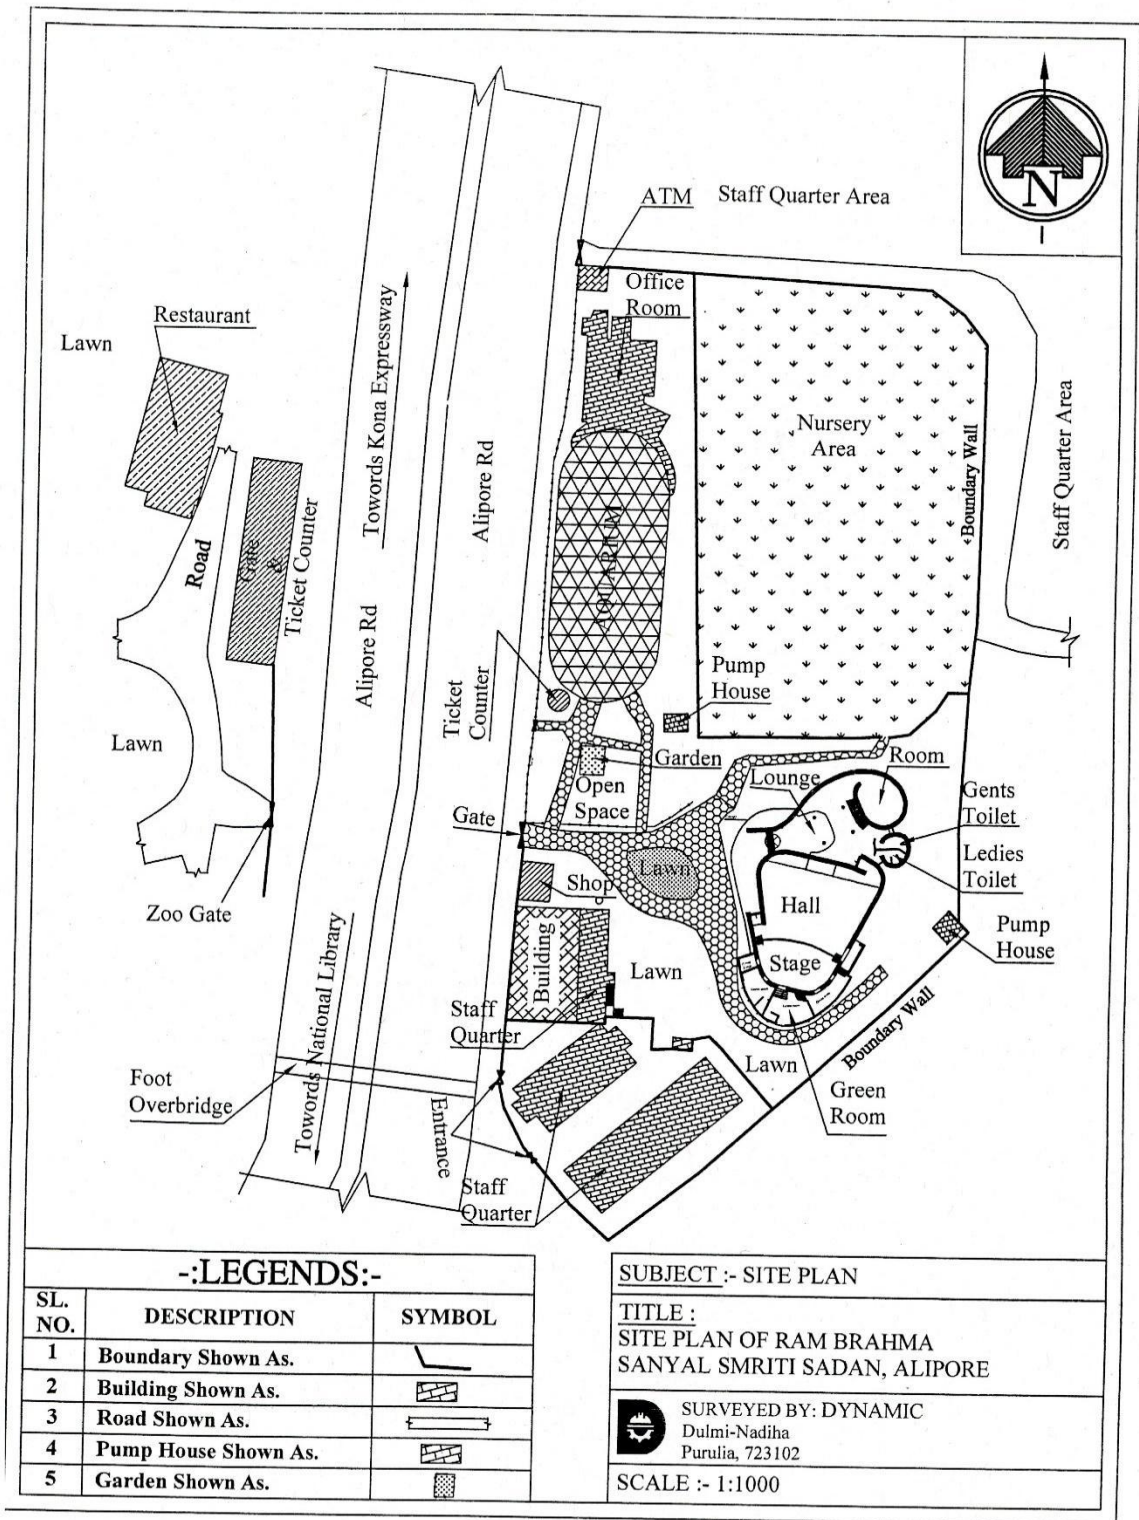 N
ATM
Staff Quarter Area
Office
Room
Restaurant
Lawn
Towords Kona Expressway
Alipore Rd
Nursery
Area
Boundary Wall
Staff Quarter Area
AQUARIUM
Road
Gate
&
Ticket Counter
Alipore Rd
Ticket
Counter
Pump
House
Lawn
Garden
Open
Space
Lounge
Room
Gents
Toilet
Ledies
Toilet
Gate
Lawn
Shop
Hall
Zoo Gate
Building
Pump
House
Stage
Lawn
Staff
Quarter
Boundary Wall
Towords National Library
Foot
Overbridge
Lawn
Green
Room
Entrance
Staff
Quarter
-:LEGENDS:-
SL.
NO.
DESCRIPTION
SYMBOL
1 Boundary Shown As.
2 Building Shown As.
3 Road Shown As.
4 Pump House Shown As.
5 Garden Shown As.
SUBJECT :- SITE PLAN
TITLE :
SITE PLAN OF RAM BRAHMA
SANYAL SMRITI SADAN, ALIPORE
SURVEYED BY: DYNAMIC
Dulmi-Nadiha
Purulia, 723102
SCALE :- 1:1000